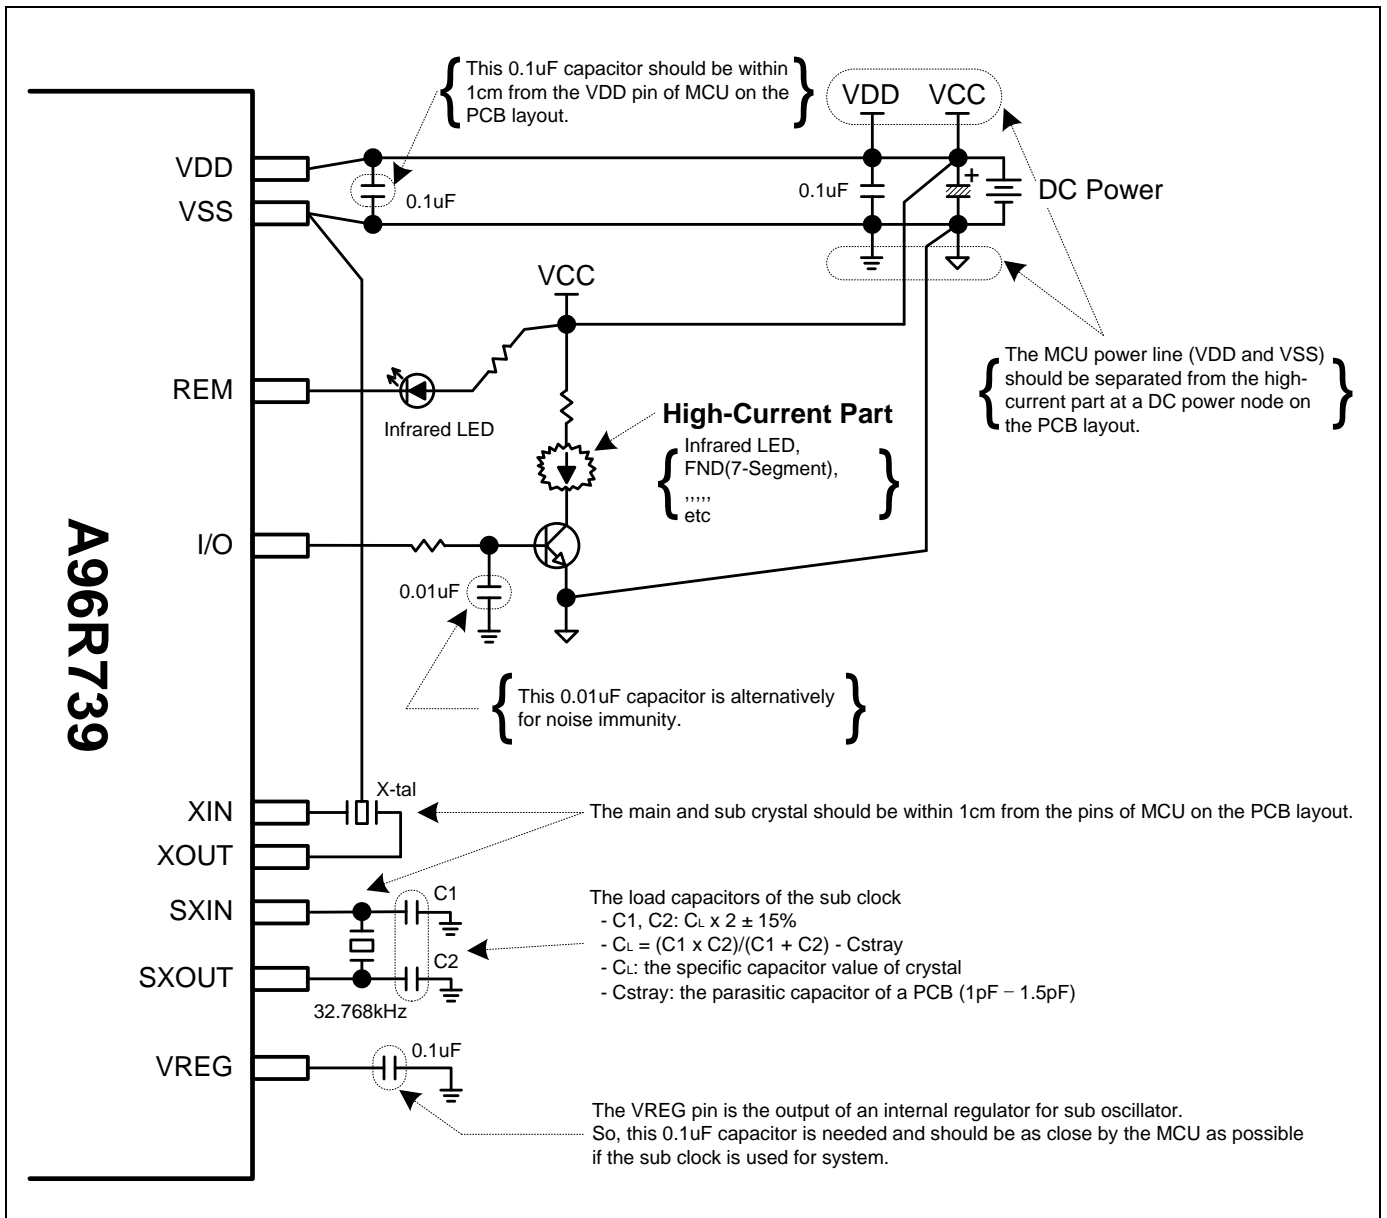 This 0.1uF capacitor should be within
1cm from the VDD pin of MCU on the
PCB layout.
VDD
VCC
VDD
0.1uF
0.1uF
+
DC Power
VSS
VCC
The MCU power line (VDD and VSS)
should be separated from the high-
current part at a DC power node on
the PCB layout.
REM
Infrared LED
High-Current Part
Infrared LED,
FND(7-Segment),
,,,,,
etc
A96R739
I/O
0.01uF
This 0.01uF capacitor is alternatively
for noise immunity.
X-tal
XIN
The main and sub crystal should be within 1cm from the pins of MCU on the PCB layout.
XOUT
SXIN
C1
The load capacitors of the sub clock
- C1, C2: CL x 2 ± 15%
- CL = (C1 x C2)/(C1 + C2) - Cstray
- CL: the specific capacitor value of crystal
- Cstray: the parasitic capacitor of a PCB (1pF – 1.5pF)
C2
SXOUT
32.768kHz
VREG
0.1uF
The VREG pin is the output of an internal regulator for sub oscillator.
So, this 0.1uF capacitor is needed and should be as close by the MCU as possible
if the sub clock is used for system.